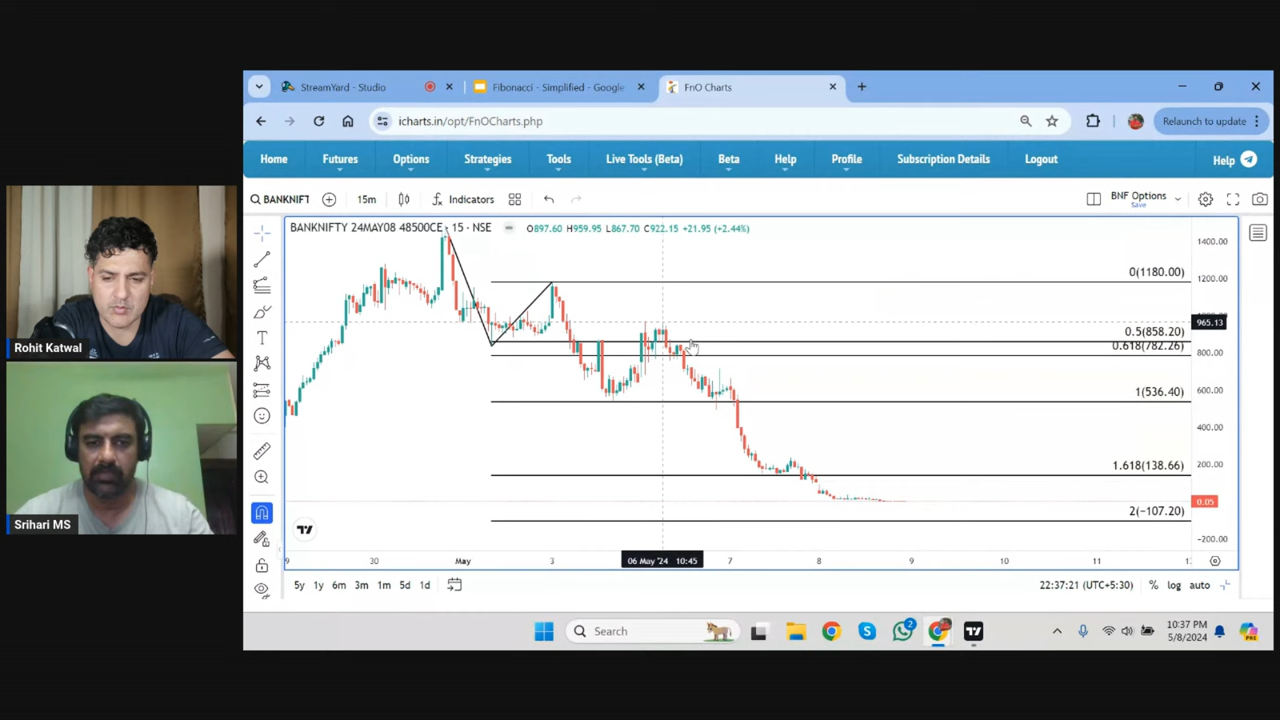 StreamYard - Studio
Fibonacci - Simplified - Google
FnO Charts
icharts.in/opt/FnOCharts.php
Relaunch to update
Home
Futures
Options
Strategies
Tools
Live Tools (Beta)
Beta
Help
Profile
Subscription Details
Logout
Help
BANKNIFT
15m
Indicators
BNF Options
Save
BANKNIFTY 24MAY08 48500CE · 15 · NSE
O897.60 H959.95 L867.70 C922.15 +21.95 (+2.44%)
1400.00
0(1180.00)
1200.00
965.13
0.5(858.20)
0.618(782.26)
800.00
1(536.40)
600.00
400.00
1.618(138.66)
200.00
0.05
2(−107.20)
−200.00
9
30
May
3
06 May '24 10:45
7
8
9
10
11
5y
1y
6m
3m
1m
5d
1d
22:37:21 (UTC+5:30)
%
log
auto
Rohit Katwal
Srihari MS
Search
2
10:37 PM
5/8/2024
PRE